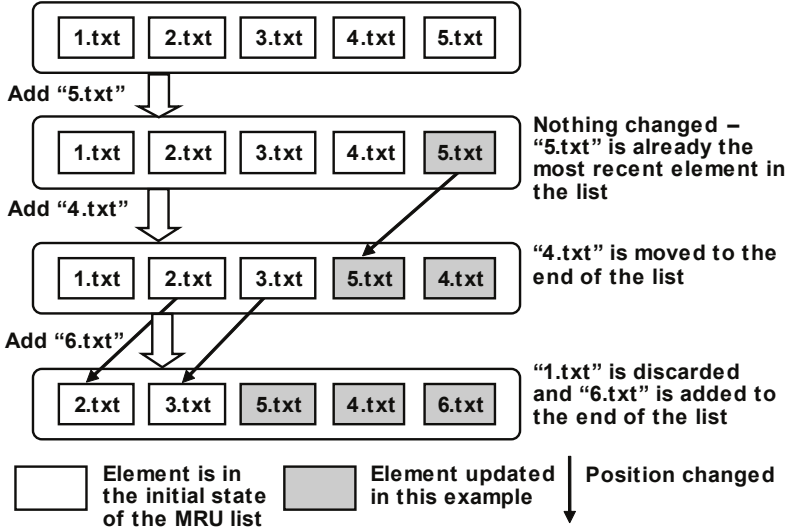 1.txt 2.txt 3.txt 4.txt 5.txt
Add “5.txt”
1.txt 2.txt 3.txt 4.txt 5.txt
Nothing changed –
“5.txt” is already the
most recent element in
the list
Add “4.txt”
1.txt 2.txt 3.txt 5.txt 4.txt
“4.txt” is moved to the
end of the list
Add “6.txt”
2.txt 3.txt 5.txt 4.txt 6.txt
“1.txt” is discarded
and “6.txt” is added to
the end of the list
Element is in
the initial state
of the MRU list
Element updated
in this example
Position changed